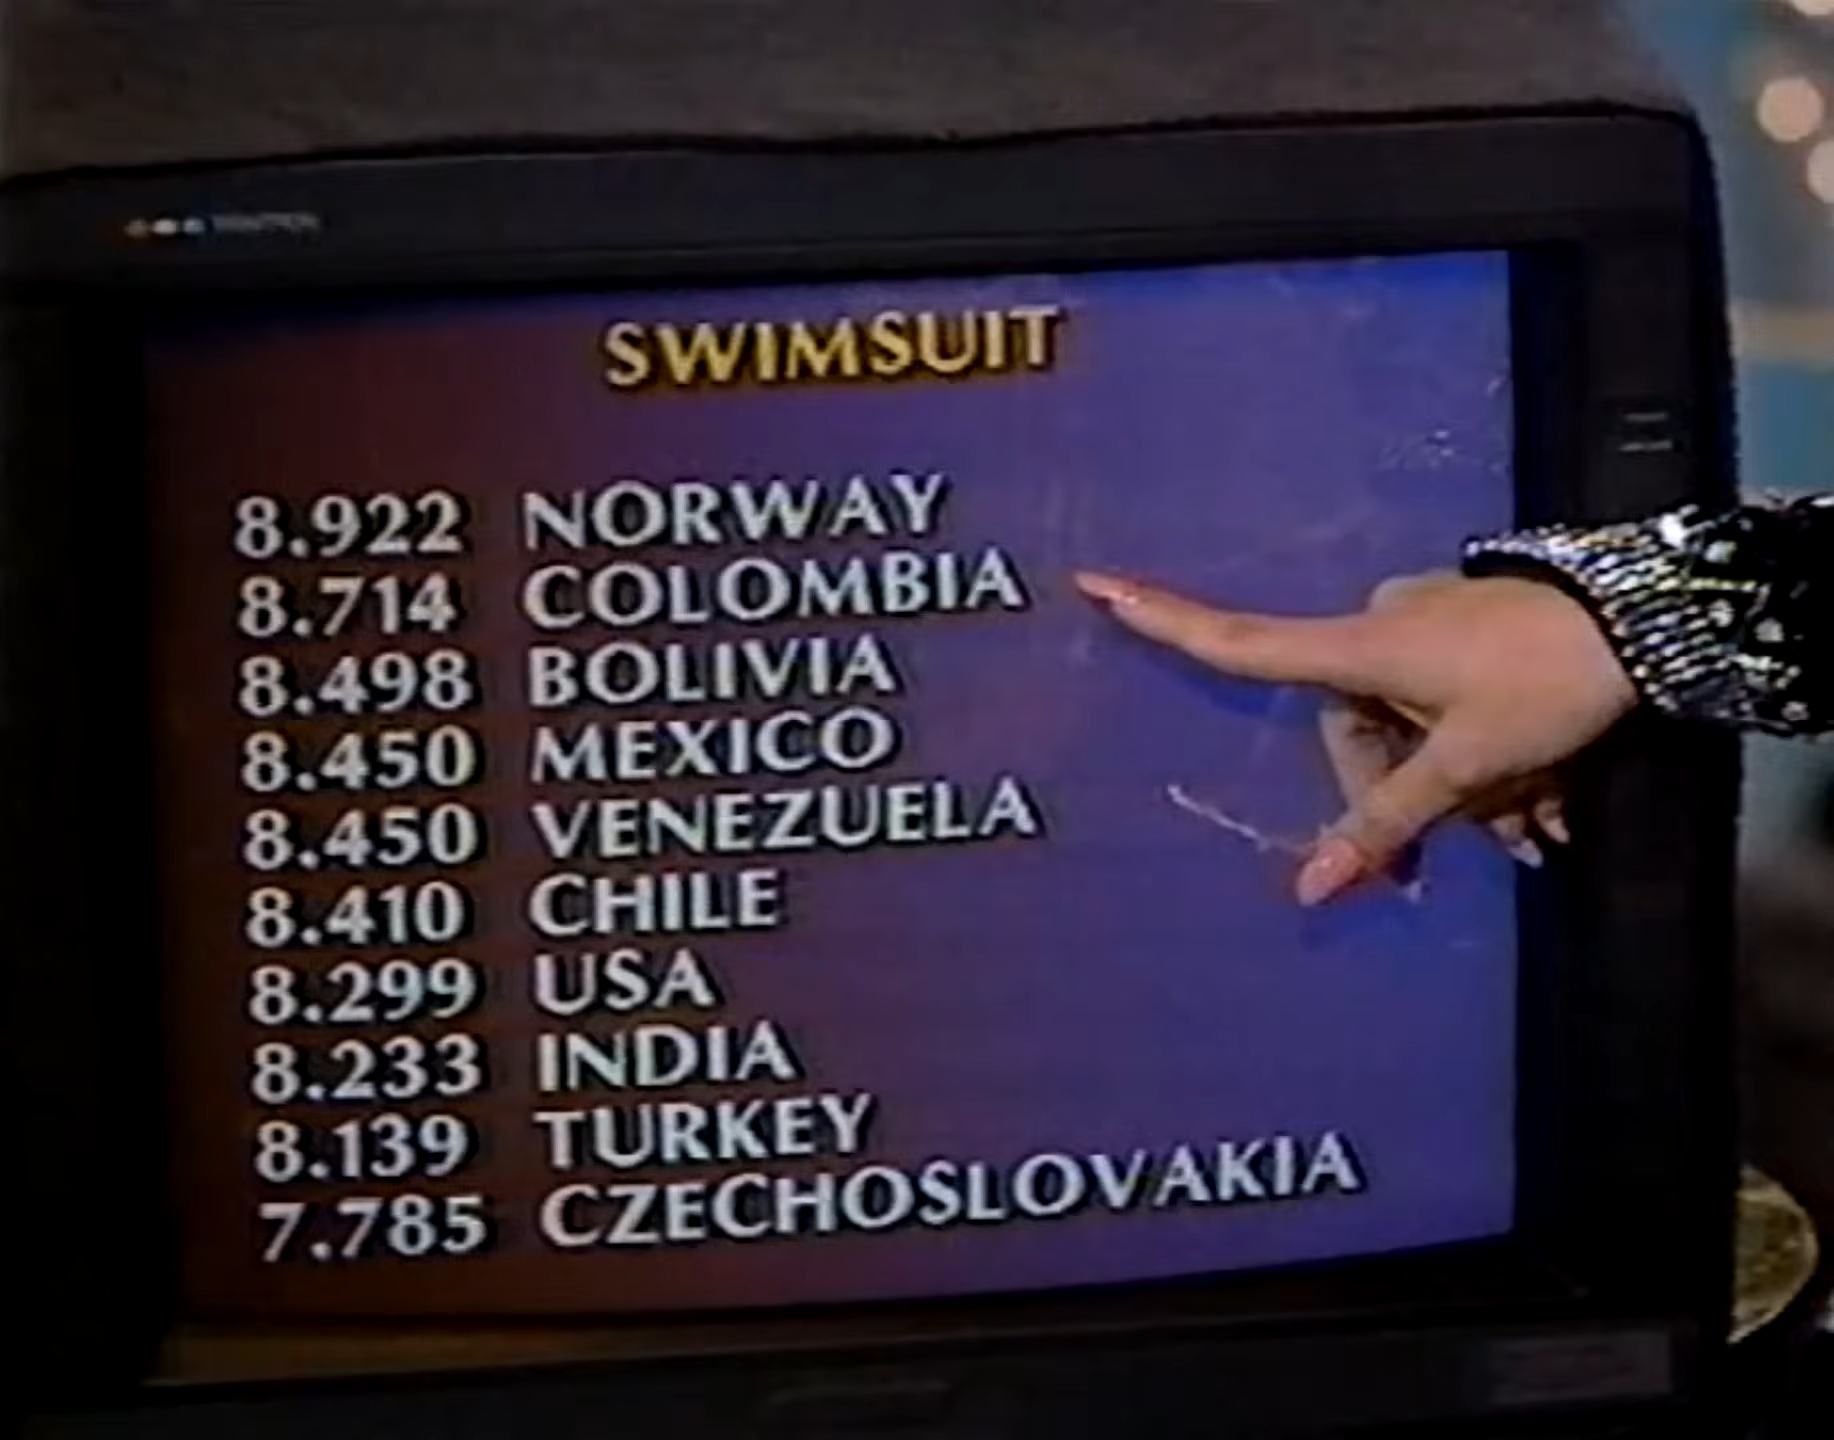 SWIMSUIT
8.922 NORWAY
8.714 COLOMBIA
8.498 BOLIVIA
8.450 MEXICO
8.450 VENEZUELA
8.410 CHILE
8.299 USA
8.233 INDIA
8.139 TURKEY
7.785 CZECHOSLOVAKIA